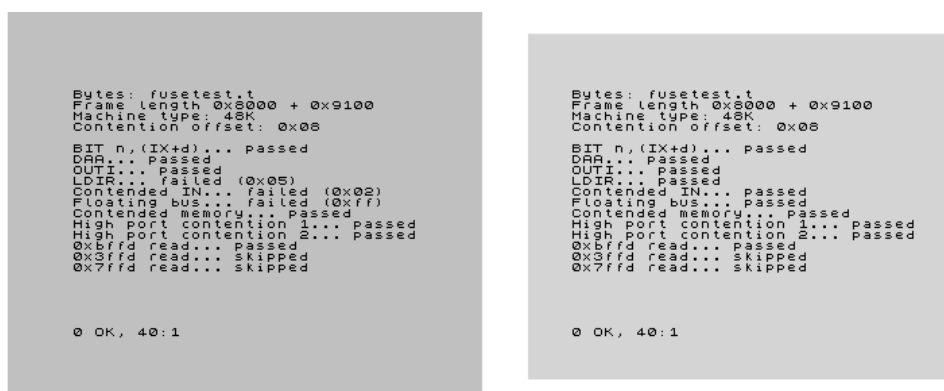 Bytes: fusetest.t
Frame length 0x8000 + 0x9100
Machine type: 48K
Contention offset: 0x08
BIT n,(IX+d)... passed
DAA... passed
OUTI... passed
LDIR... failed (0x05)
Contended IN... failed (0x02)
Floating bus... failed (0xff)
Contended memory... passed
High port contention 1... passed
High port contention 2... passed
0xbffd read... passed
0x3ffd read... skipped
0x7ffd read... skipped
0 OK, 40:1
Bytes: fusetest.t
Frame length 0x8000 + 0x9100
Machine type: 48K
Contention offset: 0x08
BIT n,(IX+d)... passed
DAA... passed
OUTI... passed
LDIR... passed
Contended IN... passed
Floating bus... passed
Contended memory... passed
High port contention 1... passed
High port contention 2... passed
0xbffd read... passed
0x3ffd read... skipped
0x7ffd read... skipped
0 OK, 40:1